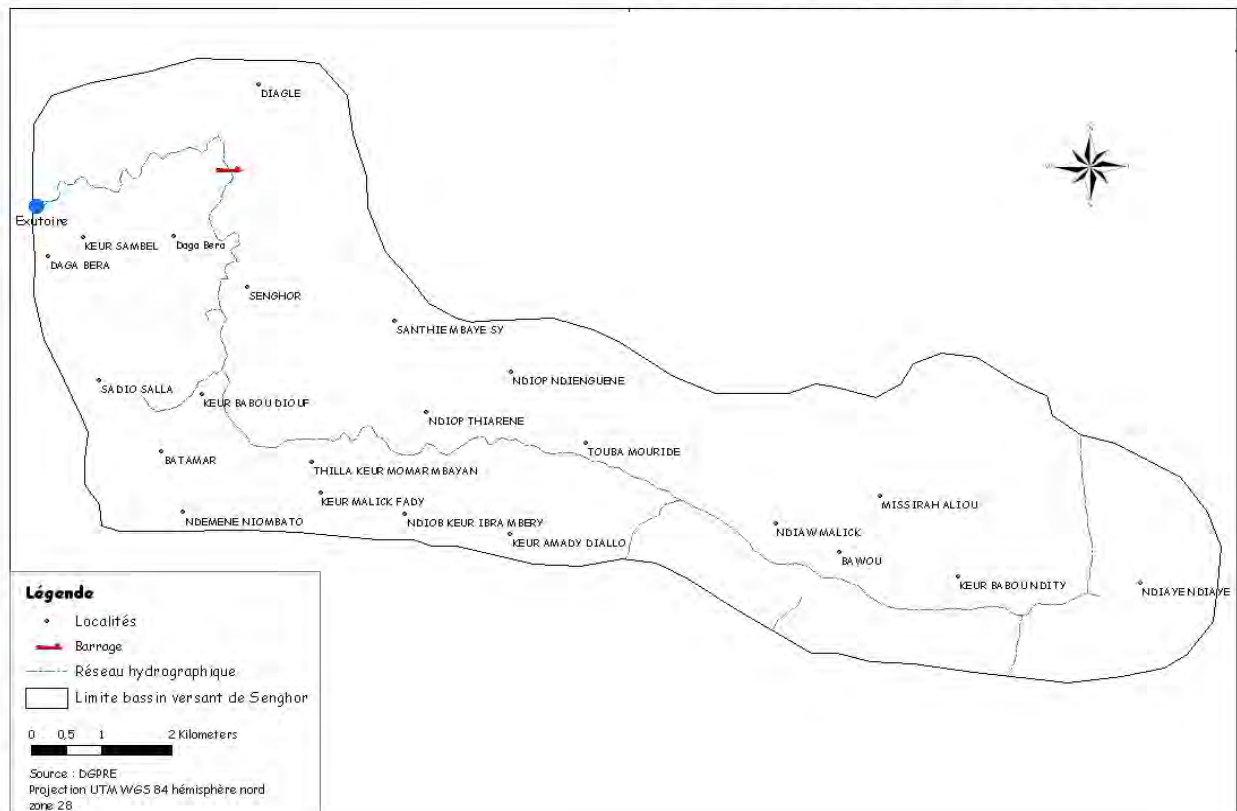 DIAGLE
Exutoire
KEUR SAMBEL
Daga Bera
DAGA BERA
SENGHOR
SANTHIE MBAYE SY
NDIOP NDIENGUENE
SADIO SALLA
KEUR BABOU DIOUF
NDIOP THIARENE
TOUBA MOURIDE
BATAMAR
THILLA KEUR MOMAR MBAYAN
KEUR MALICK FADY
MISSIRAH ALIOU
NDEMENE NIOMBATO
NDIOB KEUR IBRA MBERY
NDIAW MALICK
KEUR AMADY DIALLO
BAWOU
KEUR BABOU NDITY
NDIAYE NDIAYE
Légende
Localités
Barrage
Réseau hydrographique
Limite bassin versant de Senghor
0 0,5 1 2 Kilometers
Source : DGPRE
Projection UTM WGS 84 hémisphère nord
zone 28